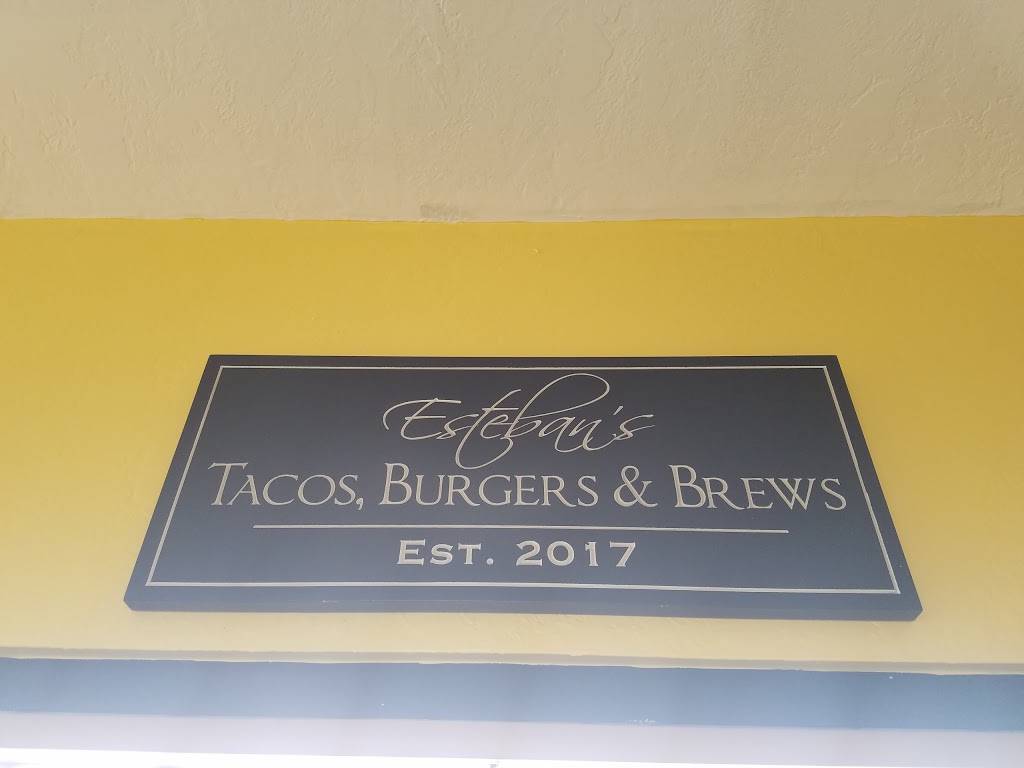 Esteban's
Tacos, Burgers & Brews
Est. 2017